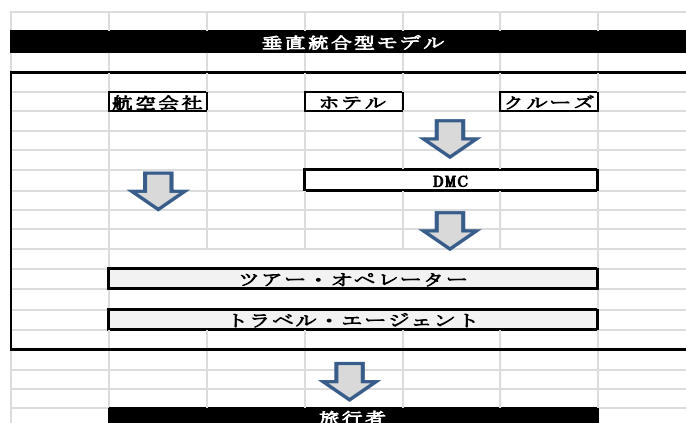 垂直統合型モデル
航空会社 ホテル クルーズ
DMC
ツアー・オペレーター
トラベル・エージェント
旅行者